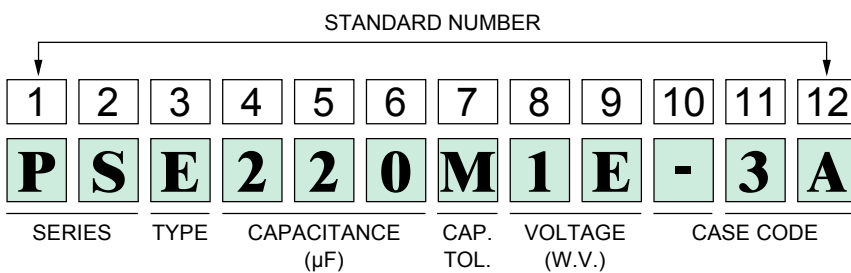 STANDARD NUMBER
1 2 3 4 5 6 7 8 9 10 11 12
P S E 2 2 0 M 1 E - 3 A
SERIES TYPE CAPACITANCE CAP. VOLTAGE CASE CODE
(µF) TOL. (W.V.)